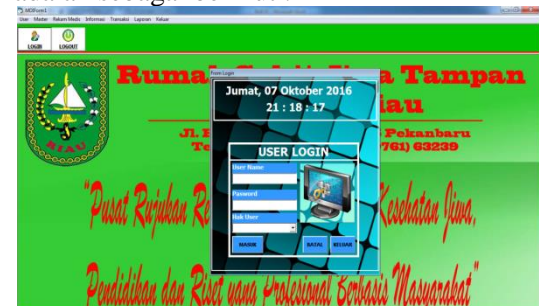 MDIForm1
User Master Rekam Medis Informasi Transaksi Laporan Keluar
LOGIN LOGOUT
Form Login
Rumah Tampan
Jumat, 07 Oktober 2016
21 : 18 : 17
iau
Pekanbaru
761) 63239
RIAU
USER LOGIN
User Name
Password
Hak User
MASUK BATAL KELUAR
"Pusat Rujukan Kesehatan Jiwa,
Pendidikan dan Riset yang Profesional Berbasis Masyarakat"